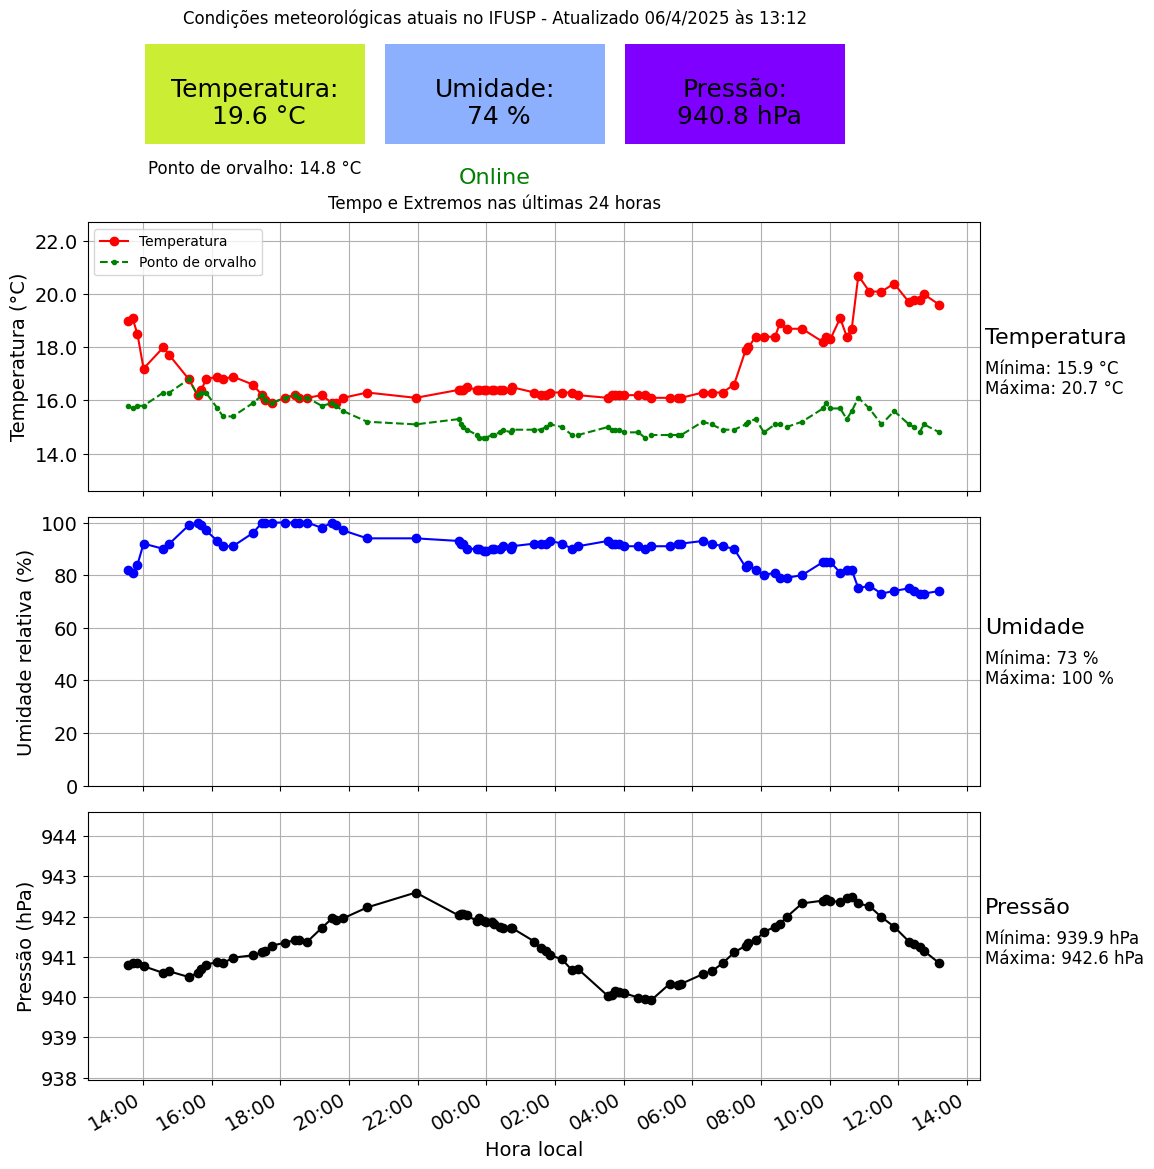 Condições meteorológicas atuais no IFUSP - Atualizado 06/4/2025 às 13:12
Temperatura:
19.6 °C
Umidade:
74 %
Pressão:
940.8 hPa
Ponto de orvalho: 14.8 °C
Online
Tempo e Extremos nas últimas 24 horas
Temperatura (°C)
22.0
20.0
18.0
16.0
14.0
Temperatura
Ponto de orvalho
Temperatura
Mínima: 15.9 °C
Máxima: 20.7 °C
Umidade relativa (%)
100
80
60
40
20
0
Umidade
Mínima: 73 %
Máxima: 100 %
Pressão (hPa)
944
943
942
941
940
939
938
Pressão
Mínima: 939.9 hPa
Máxima: 942.6 hPa
14:00 16:00 18:00 20:00 22:00 00:00 02:00 04:00 06:00 08:00 10:00 12:00 14:00
Hora local